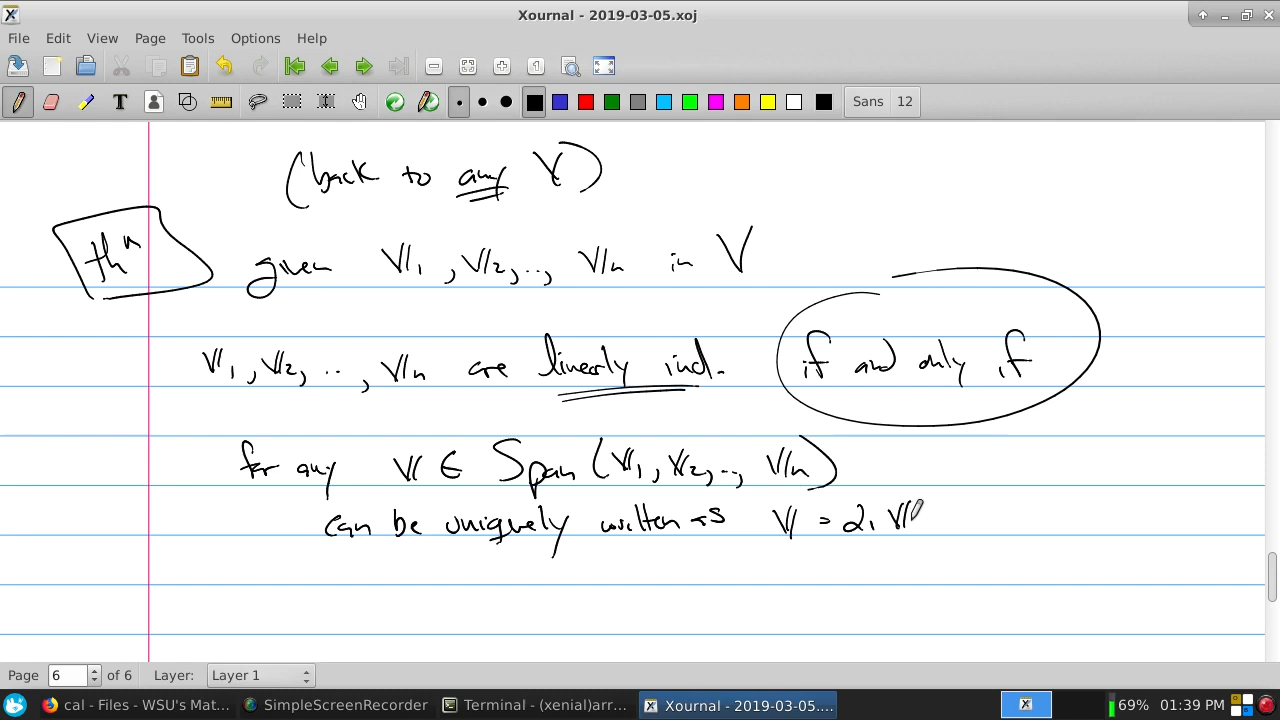 Xournal - 2019-03-05.xoj
File Edit View Page Tools Options Help
Sans 12
(back to any V)
thm
given v1, v2, .., vn in V
v1, v2, .., vn are linearly ind. if and only if
for any v ∈ Span (v1, v2, .., vn)
can be uniquely written as v = α1 v
Page 6 of 6 Layer: Layer 1
cal - Files - WSU's Mat... SimpleScreenRecorder Terminal - (xenial)arr... Xournal - 2019-03-05.... 69% 01:39 PM